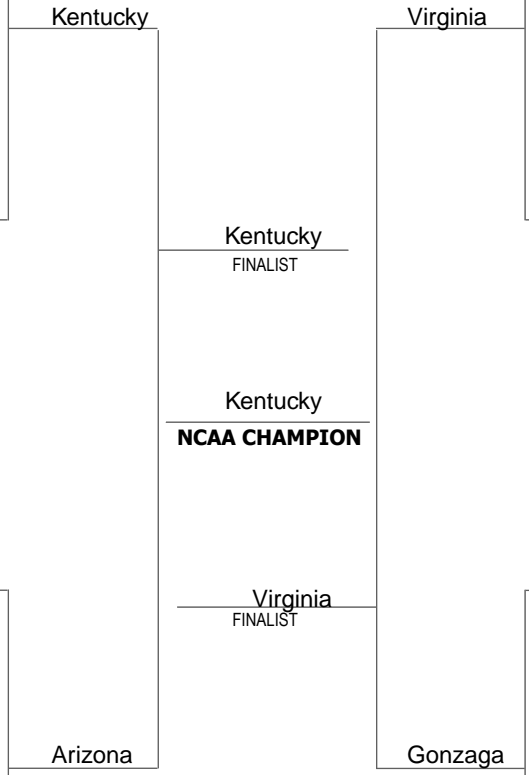 Kentucky
Virginia
Kentucky
FINALIST
Kentucky
NCAA CHAMPION
Virginia
FINALIST
Arizona
Gonzaga